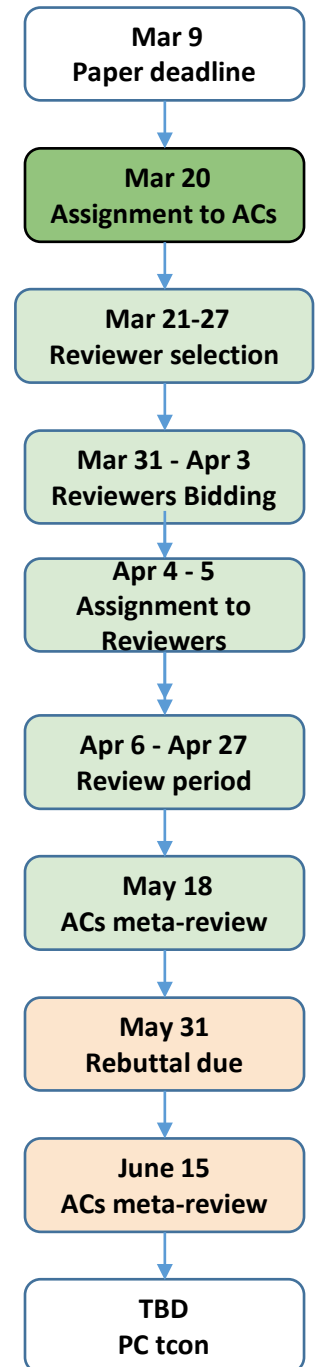 Mar 9
Paper deadline
Mar 20
Assignment to ACs
Mar 21-27
Reviewer selection
Mar 31 - Apr 3
Reviewers Bidding
Apr 4 - 5
Assignment to
Reviewers
Apr 6 - Apr 27
Review period
May 18
ACs meta-review
May 31
Rebuttal due
June 15
ACs meta-review
TBD
PC tcon